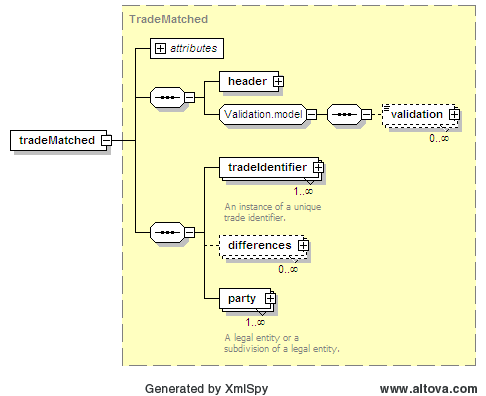 TradeMatched
attributes
header
Validation.model
validation
0..∞
tradeMatched
tradeIdentifier
1..∞
An instance of a unique
trade identifier.
differences
0..∞
party
1..∞
A legal entity or a
subdivision of a legal entity.
Generated by XmlSpy
www.altova.com